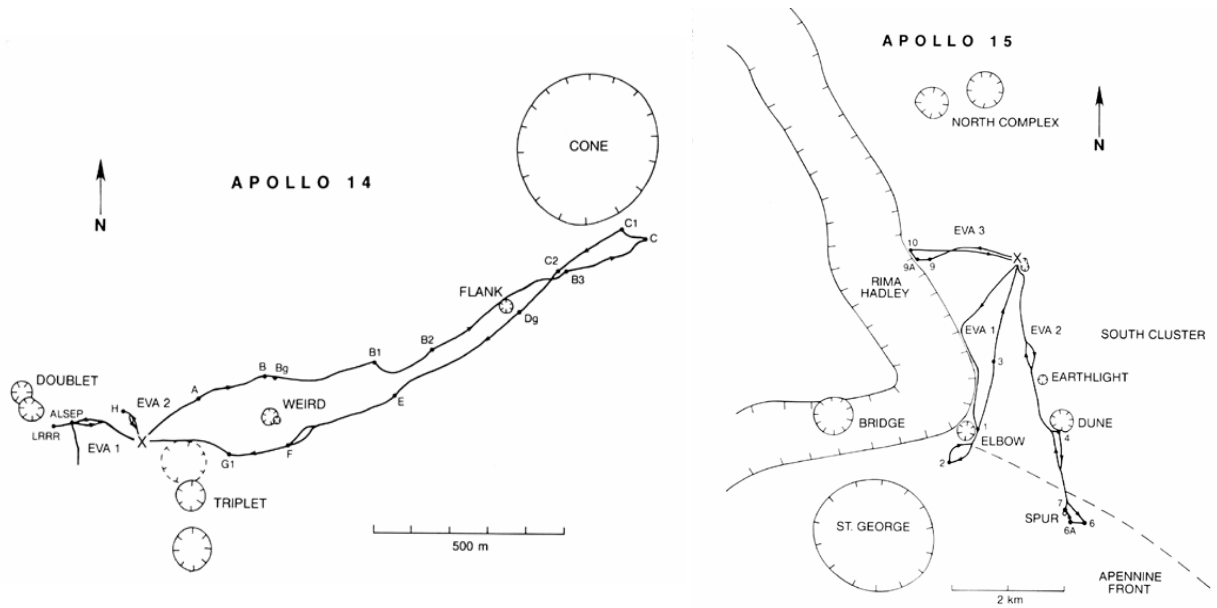 APOLLO 14
N
CONE
C1
C
C2
B3
FLANK
Dg
B2
B1
B
Bg
A
E
WEIRD
DOUBLET
H
EVA 2
ALSEP
LRRR
EVA 1
X
F
G1
TRIPLET
500 m
APOLLO 15
N
NORTH COMPLEX
10
EVA 3
X
9A
9
RIMA
HADLEY
EVA 1
EVA 2
SOUTH CLUSTER
3
EARTHLIGHT
BRIDGE
DUNE
1
ELBOW
4
2
7
SPUR
6
6A
ST. GEORGE
APENNINE
FRONT
2 km